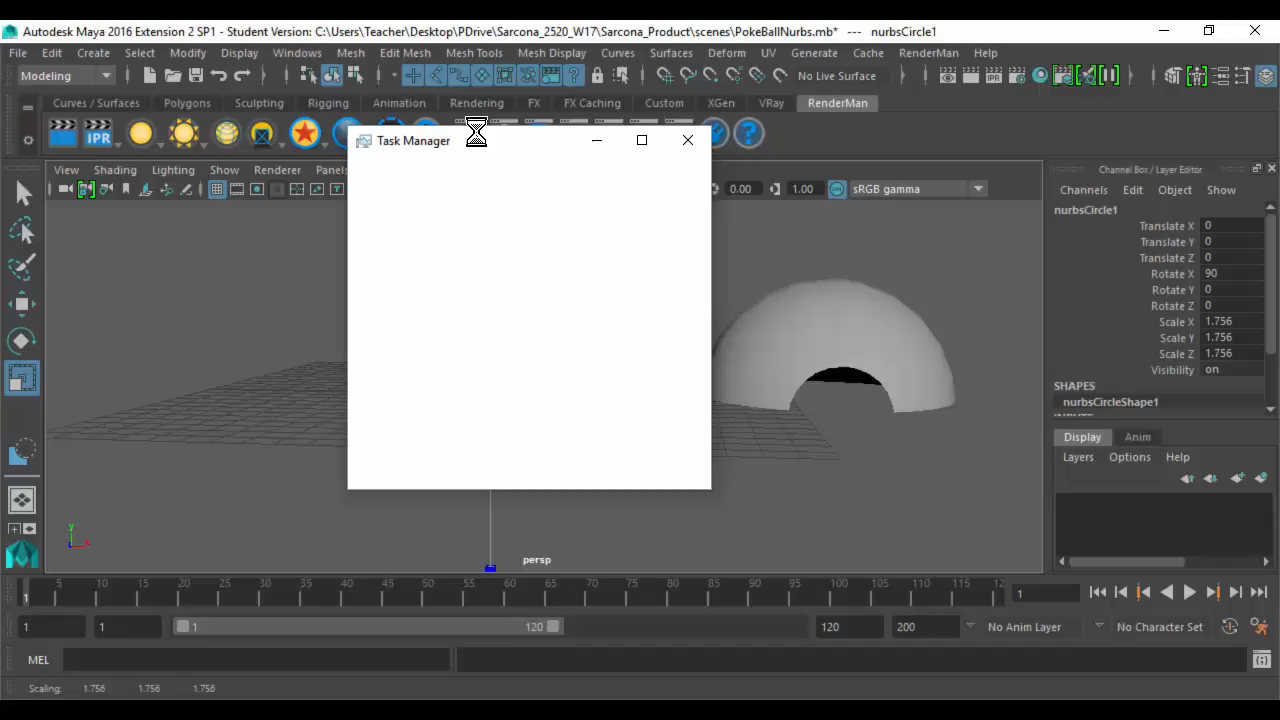 Autodesk Maya 2016 Extension 2 SP1 - Student Version: C:\Users\Teacher\Desktop\PDrive\Sarcona_2520_W17\Sarcona_Product\scenes\PokeBallNurbs.mb* --- nurbsCircle1
File Edit Create Select Modify Display Windows Mesh Edit Mesh Mesh Tools Mesh Display Curves Surfaces Deform UV Generate Cache RenderMan Help
Modeling No Live Surface
Curves / Surfaces Polygons Sculpting Rigging Animation Rendering FX FX Caching Custom XGen VRay RenderMan
IPR
Task Manager
View Shading Lighting Show Renderer Panels
0.00 1.00 sRGB gamma
Channel Box / Layer Editor
Channels Edit Object Show
nurbsCircle1
Translate X 0
Translate Y 0
Translate Z 0
Rotate X 90
Rotate Y 0
Rotate Z 0
Scale X 1.756
Scale Y 1.756
Scale Z 1.756
Visibility on
SHAPES
nurbsCircleShape1
Display Anim
Layers Options Help
y
x
persp
5 10 15 20 25 30 35 40 45 50 55 60 65 70 75 80 85 90 95 100 105 110 115 12
1 1
1 1 1 120 120 200 No Anim Layer No Character Set
MEL
Scaling: 1.756 1.756 1.756